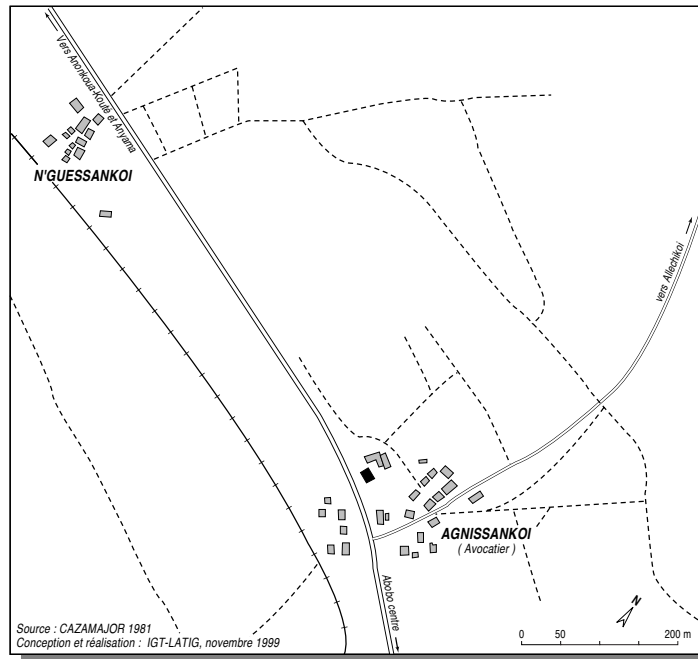 Vers Anonkoua-Kouté et Anyama
N'GUESSANKOI
vers Allechikoi
AGNISSANKOI
( Avocatier )
Abobo centre
N
Source : CAZAMAJOR 1981
Conception et réalisation : IGT-LATIG, novembre 1999
0 50 200 m